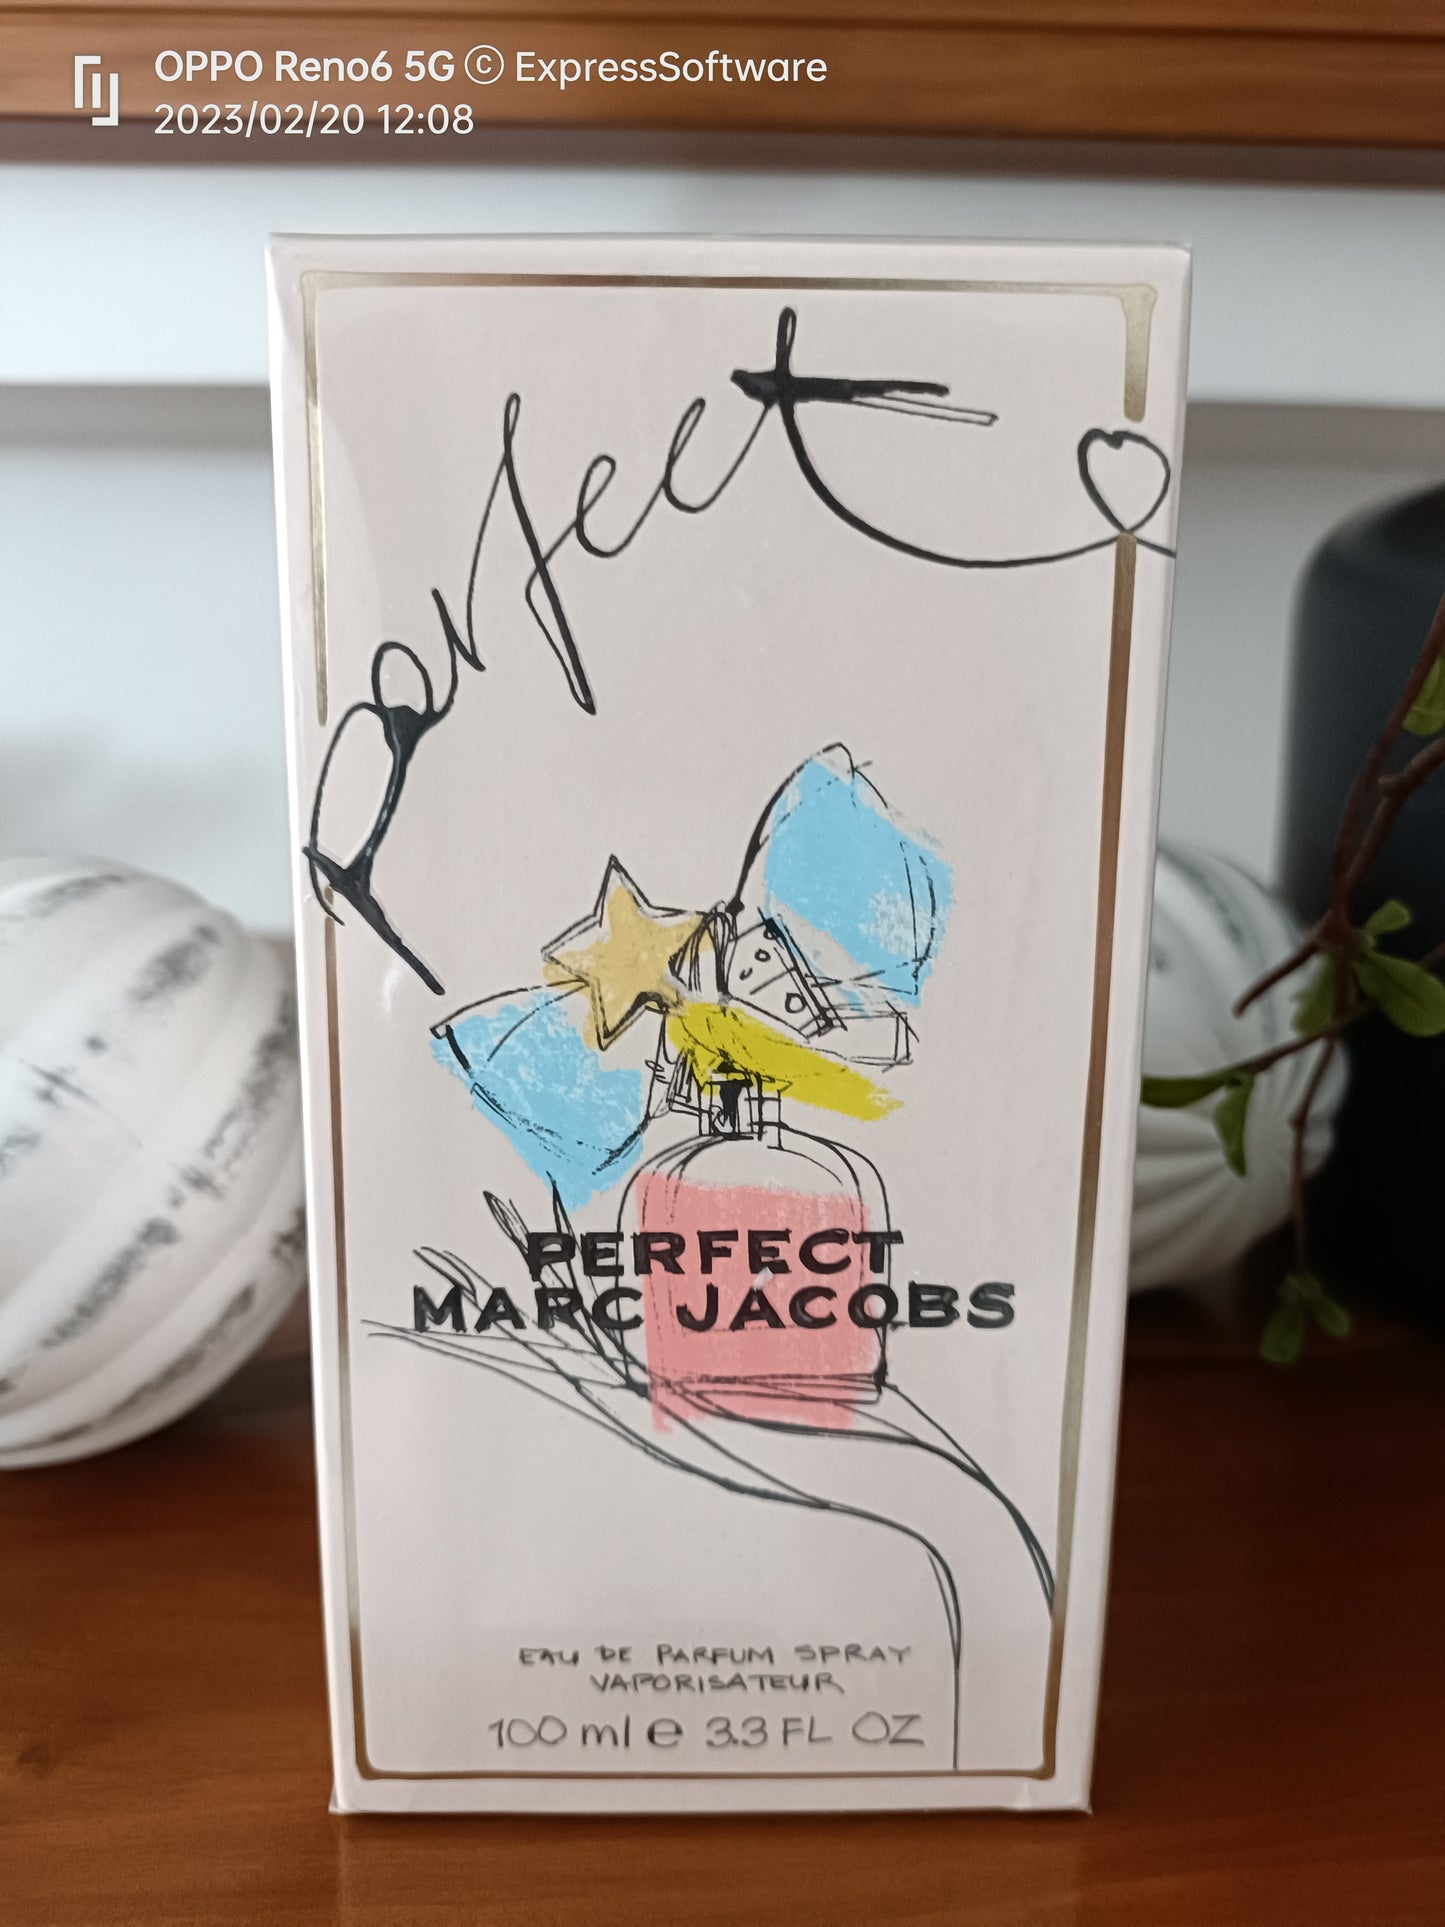 OPPO Reno6 5G © ExpressSoftware
2023/02/20 12:08
perfect
PERFECT
MARC JACOBS
EAU DE PARFUM SPRAY
VAPORISATEUR
100 ml e 3.3 FL OZ